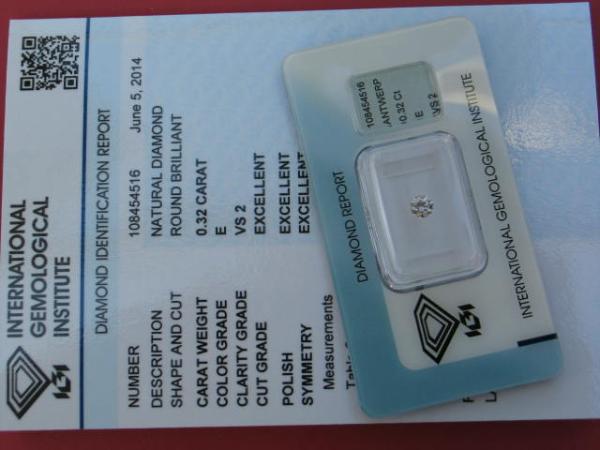 INTERNATIONAL
GEMOLOGICAL
INSTITUTE
IGI
DIAMOND IDENTIFICATION REPORT
June 5, 2014
NUMBER 108454516
DESCRIPTION NATURAL DIAMOND
SHAPE AND CUT ROUND BRILLIANT
CARAT WEIGHT 0.32 CARAT
COLOR GRADE E
CLARITY GRADE VS 2
CUT GRADE EXCELLENT
POLISH EXCELLENT
SYMMETRY EXCELLENT
Measurements
108454516
ANTWERP
0.32 Ct
E
VS 2
DIAMOND REPORT
INTERNATIONAL GEMOLOGICAL INSTITUTE
IGI